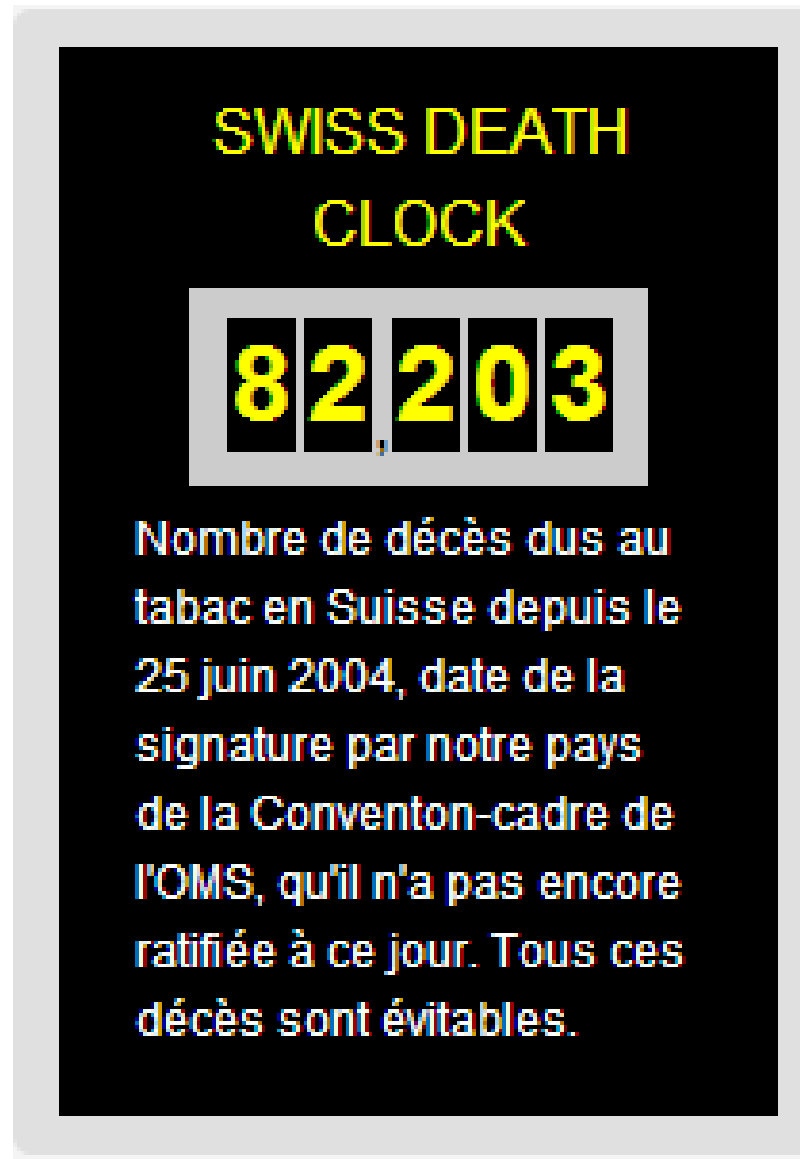 SWISS DEATH
CLOCK
82,203
Nombre de décès dus au
tabac en Suisse depuis le
25 juin 2004, date de la
signature par notre pays
de la Conventon-cadre de
l'OMS, qu'il n'a pas encore
ratifiée à ce jour. Tous ces
décès sont évitables.